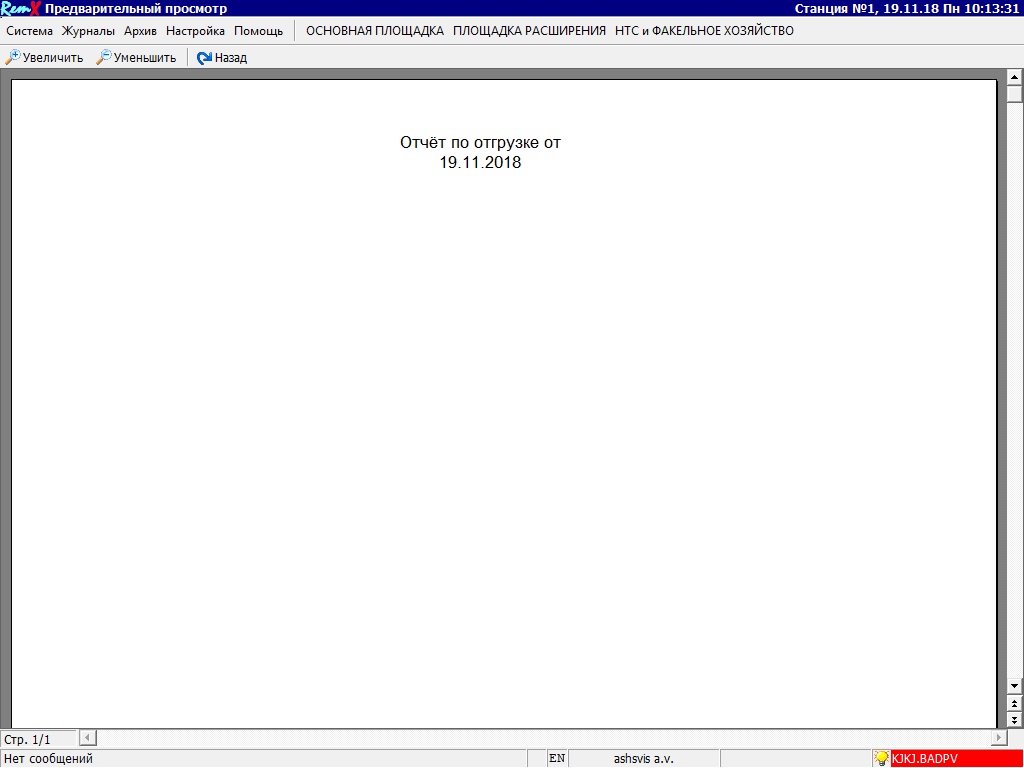 RemX Предварительный просмотр Станция №1, 19.11.18 Пн 10:13:31
Система Журналы Архив Настройка Помощь ОСНОВНАЯ ПЛОЩАДКА ПЛОЩАДКА РАСШИРЕНИЯ НТС и ФАКЕЛЬНОЕ ХОЗЯЙСТВО
Увеличить Уменьшить Назад
Отчёт по отгрузке от
19.11.2018
Стр. 1/1
Нет сообщений EN ashsvis a.v. KJKJ.BADPV